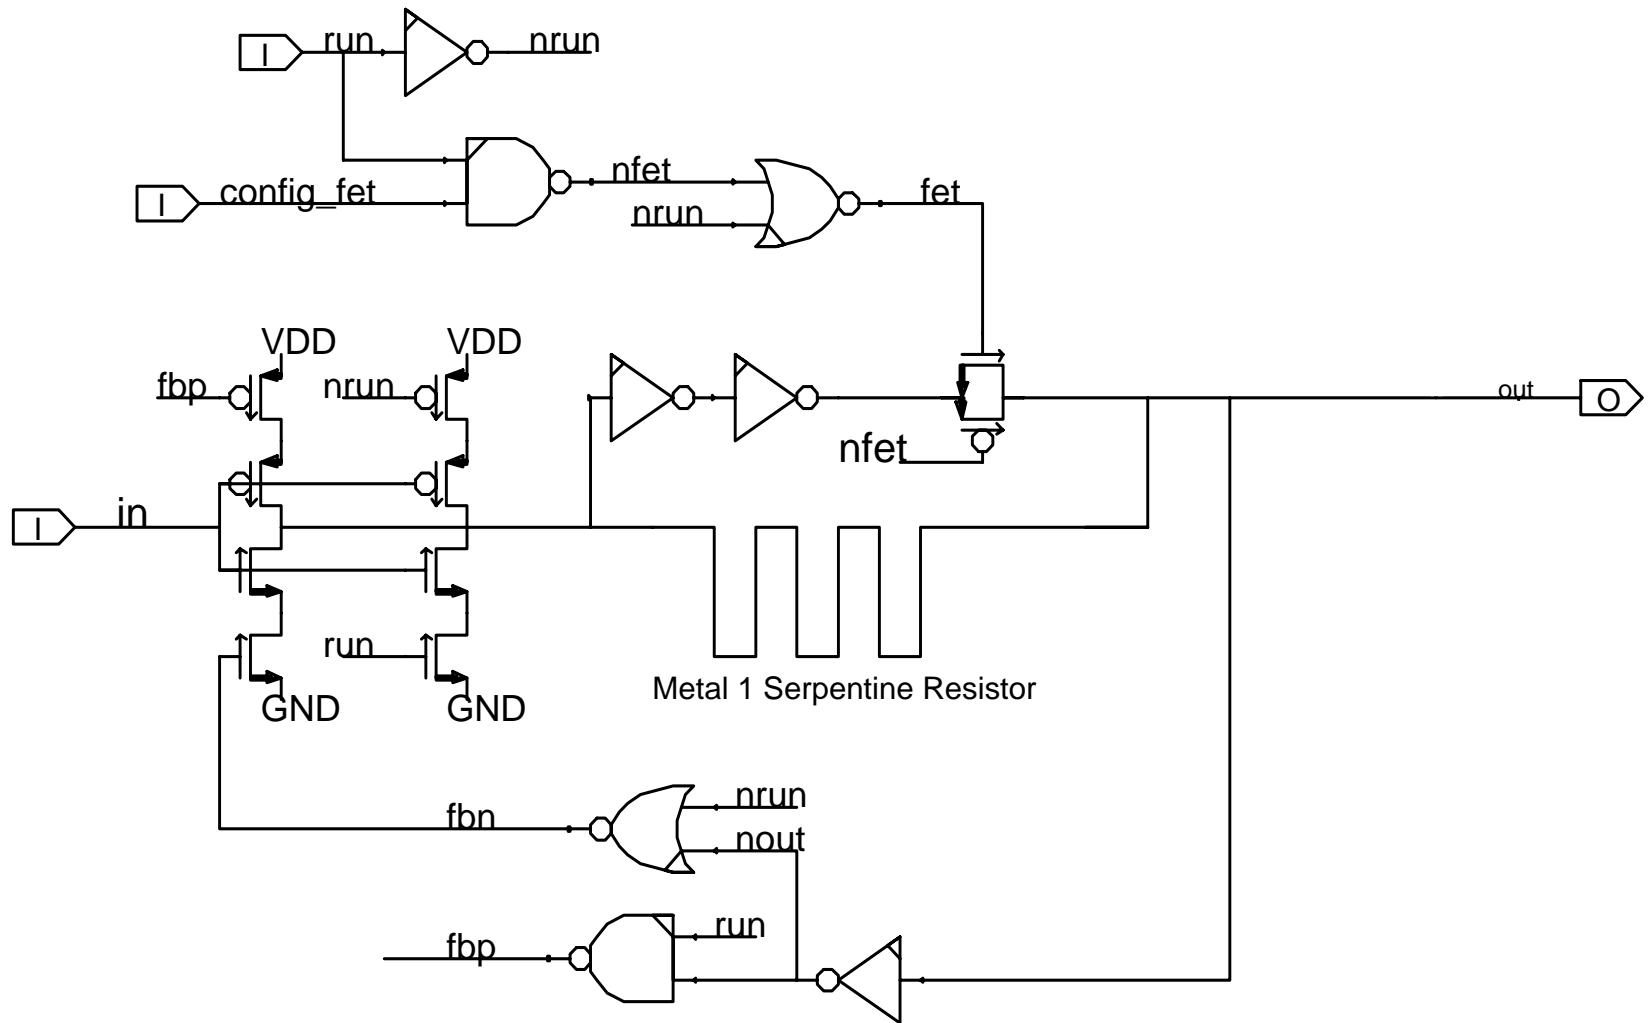 I run nrun
I config_fet nfet fet
nrun
VDD VDD
fbp nrun out O
nfet
I in
run
Metal 1 Serpentine Resistor
GND GND
nrun
fbn
nout
run
fbp